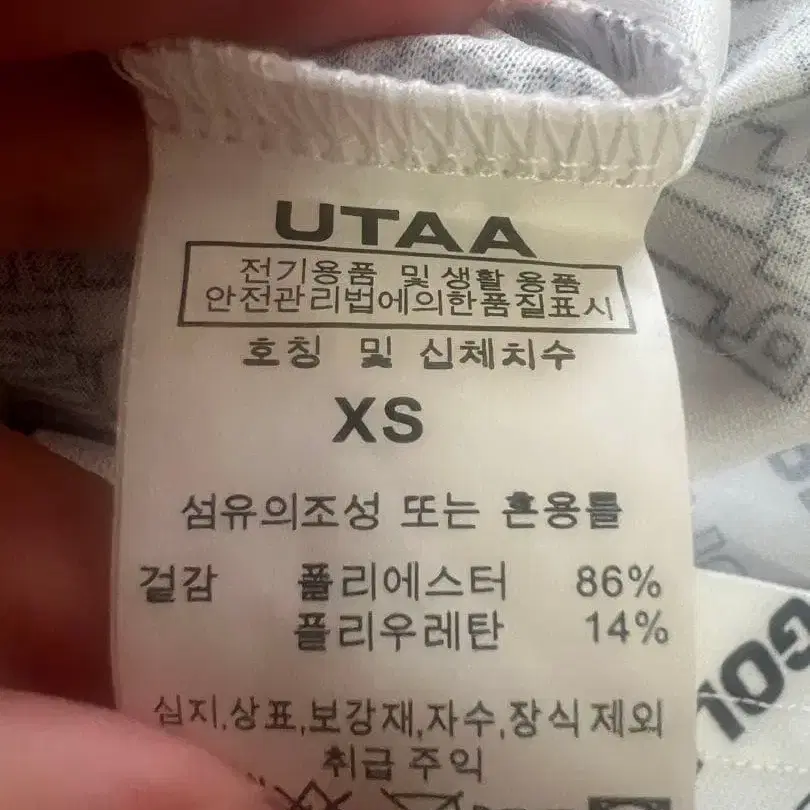 UTAA
전기용품 및 생활 용품
안전관리법에의한품질표시
호칭 및 신체치수
XS
섬유의조성 또는 혼용률
겉감 폴리에스터 86%
폴리우레탄 14%
심지,상표,보강재,자수,장식 제외
취급 주익
GOL